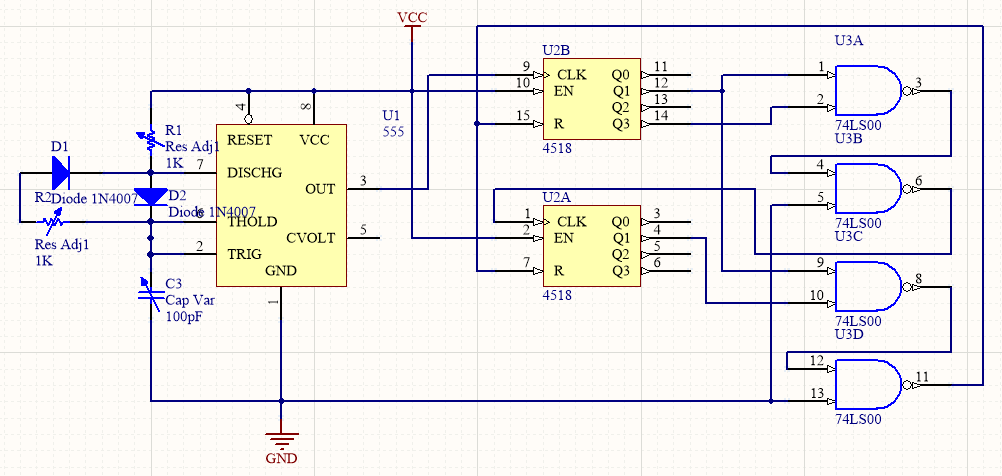 VCC
U3A
U2B
9 CLK Q0 11
10 EN Q1 12
Q2 13
15 R Q3 14
4518
1 3
2
74LS00
U3B
4 6
5
74LS00
U3C
9 8
10
74LS00
U3D
12 11
13
74LS00
U2A
1 CLK Q0 3
2 EN Q1 4
Q2 5
7 R Q3 6
4518
U1
555
4 8
RESET VCC
7 DISCHG
OUT 3
6 THOLD
CVOLT 5
2 TRIG
GND
1
R1
Res Adj1
1K
D1
Diode 1N4007
D2
Diode 1N4007
R2
Res Adj1
1K
C3
Cap Var
100pF
GND